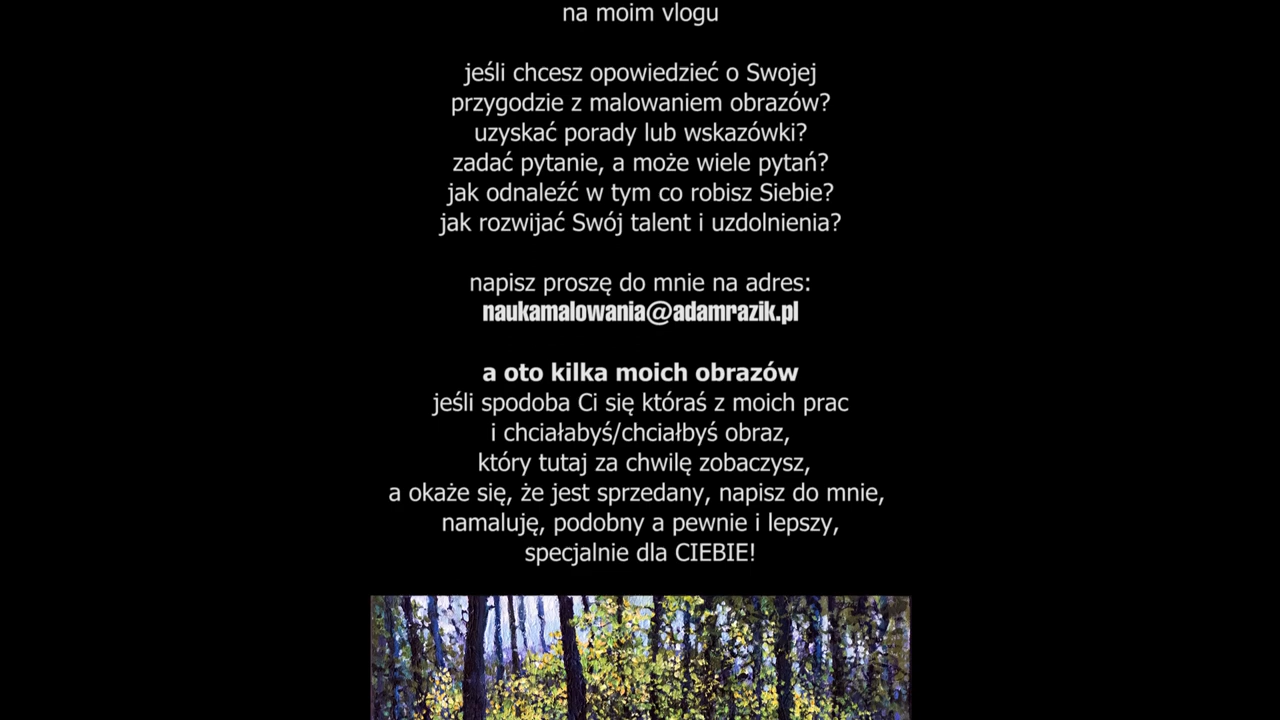 na moim vlogu
jeśli chcesz opowiedzieć o Swojej
przygodzie z malowaniem obrazów?
uzyskać porady lub wskazówki?
zadać pytanie, a może wiele pytań?
jak odnaleźć w tym co robisz Siebie?
jak rozwijać Swój talent i uzdolnienia?
napisz proszę do mnie na adres:
naukamalowania@adamrazik.pl
a oto kilka moich obrazów
jeśli spodoba Ci się któraś z moich prac
i chciałabyś/chciałbyś obraz,
który tutaj za chwilę zobaczysz,
a okaże się, że jest sprzedany, napisz do mnie,
namaluję, podobny a pewnie i lepszy,
specjalnie dla CIEBIE!